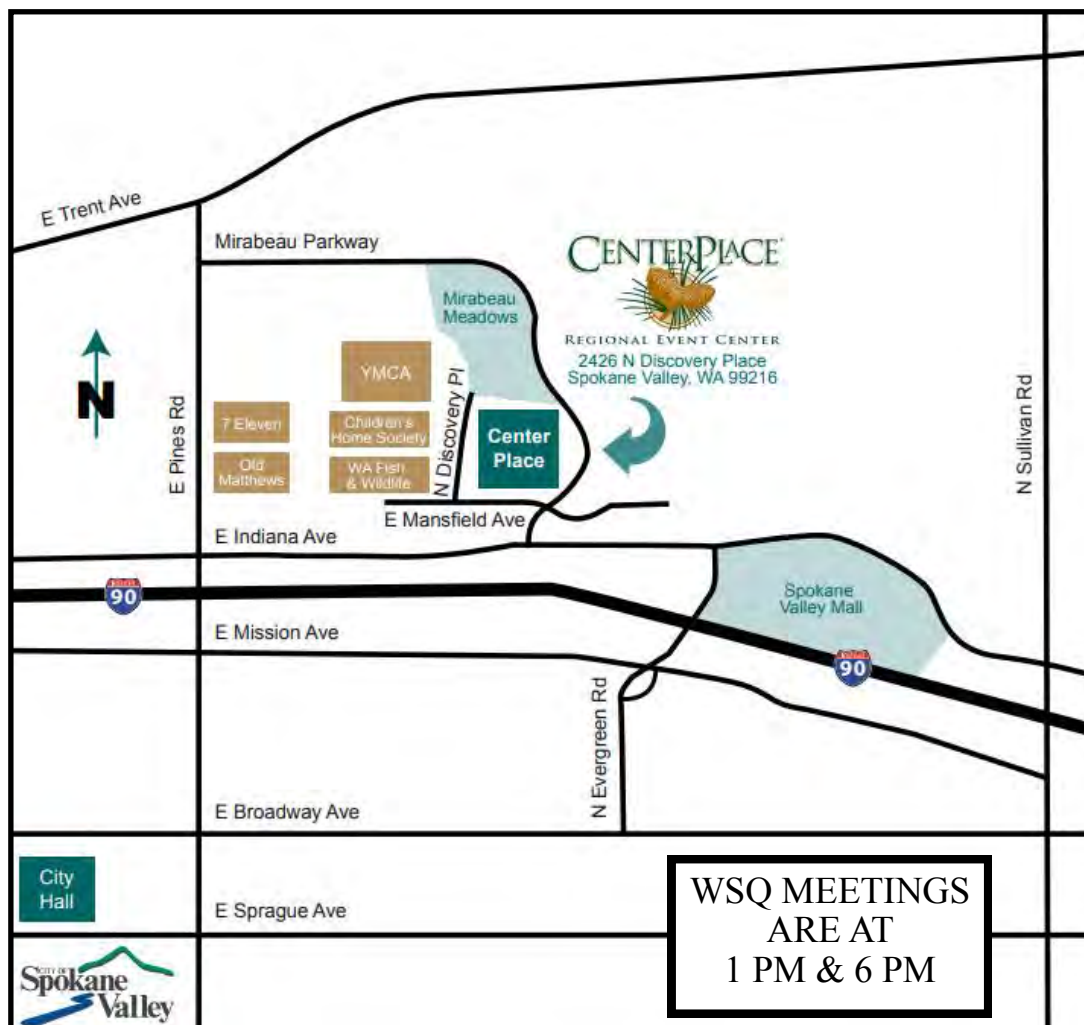 E Trent Ave
Mirabeau Parkway
CENTERPLACE
REGIONAL EVENT CENTER
2426 N Discovery Place
Spokane Valley, WA 99216
Mirabeau
Meadows
N
E Pines Rd
YMCA
7 Eleven
Children's
Home Society
Old
Matthews
WA Fish
& Wildlife
N Discovery Pl
Center
Place
N Sullivan Rd
E Mansfield Ave
E Indiana Ave
90
Spokane
Valley Mall
E Mission Ave
90
N Evergreen Rd
E Broadway Ave
City
Hall
E Sprague Ave
WSQ MEETINGS
ARE AT
1 PM & 6 PM
CITY OF
Spokane
Valley